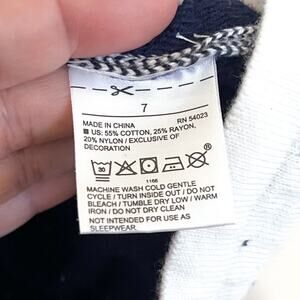 7
MADE IN CHINA RN 54023
US: 55% COTTON, 25% RAYON,
20% NYLON / EXCLUSIVE OF
DECORATION
30
1166
MACHINE WASH COLD GENTLE
CYCLE / TURN INSIDE OUT / DO NOT
BLEACH / TUMBLE DRY LOW / WARM
IRON / DO NOT DRY CLEAN
NOT INTENDED FOR USE AS
SLEEPWEAR.